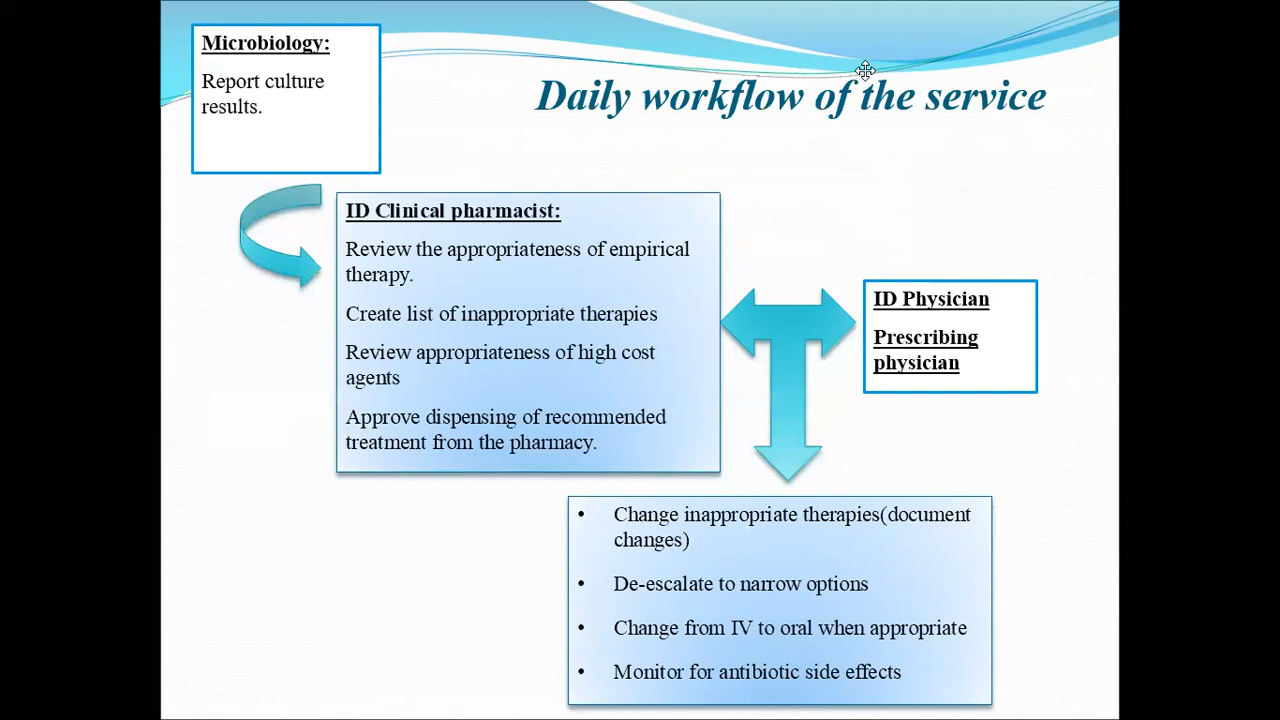 Microbiology:
Report culture
results.
Daily workflow of the service
ID Clinical pharmacist:
Review the appropriateness of empirical
therapy.
Create list of inappropriate therapies
Review appropriateness of high cost
agents
Approve dispensing of recommended
treatment from the pharmacy.
ID Physician
Prescribing
physician
• Change inappropriate therapies(document
changes)
• De-escalate to narrow options
• Change from IV to oral when appropriate
• Monitor for antibiotic side effects